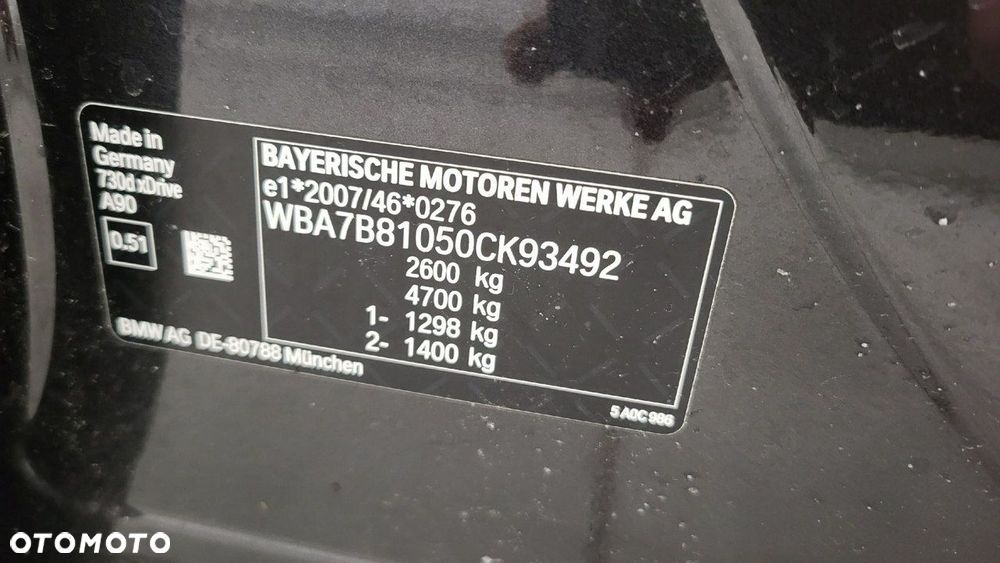 Made in
Germany
730d xDrive
A90
0.51
BAYERISCHE MOTOREN WERKE AG
e1*2007/46*0276
WBA7B81050CK93492
2600 kg
4700 kg
1- 1298 kg
2- 1400 kg
BMW AG DE-80788 München
5 A0C 986
OTOMOTO